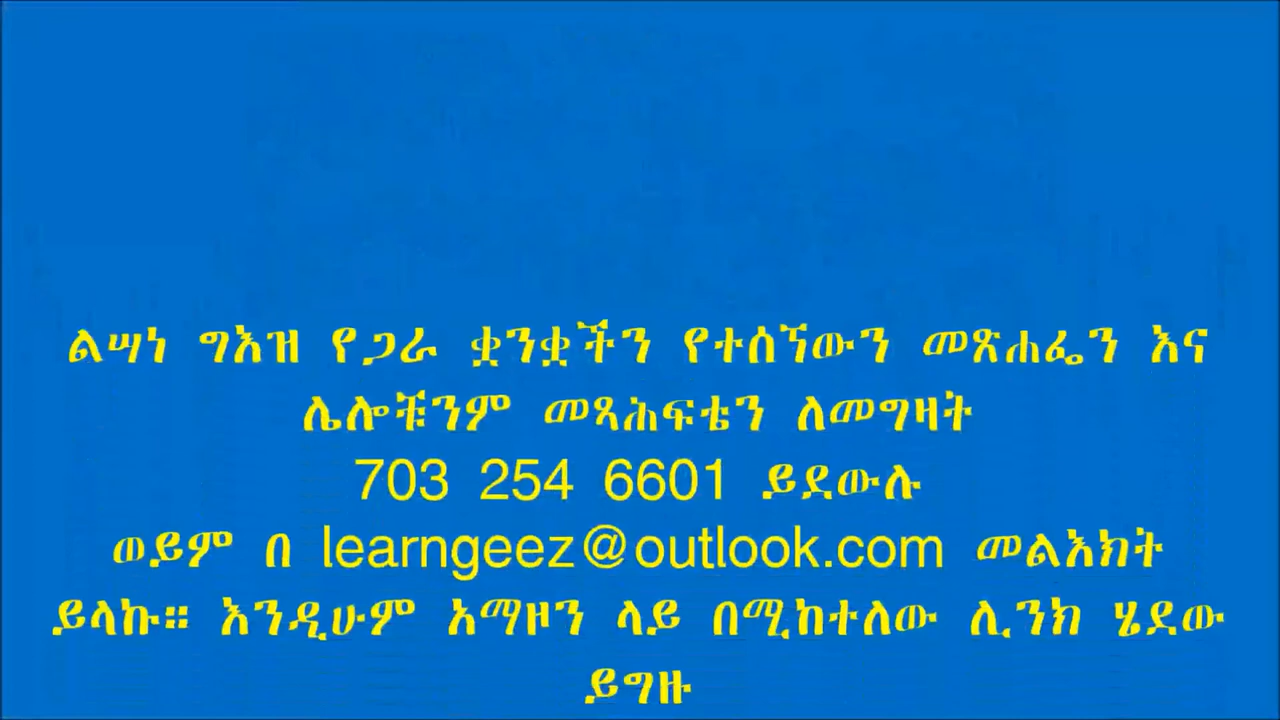 ልሣነ ግእዝ የጋራ ቋንቋችን የተሰኘውን መጽሐፌን እና
ሌሎቹንም መጻሕፍቴን ለመግዛት
703 254 6601 ይደውሉ
ወይም በ learngeez@outlook.com መልእክት
ይላኩ። እንዲሁም አማዞን ላይ በሚከተለው ሊንክ ሄደው
ይግዙ